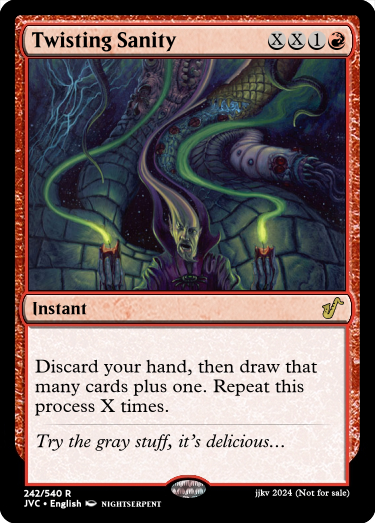 Twisting Sanity XX1
Instant
Discard your hand, then draw that
many cards plus one. Repeat this
process X times.
Try the gray stuff, it's delicious…
242/540 R
JVC • English NIGHTSERPENT
jjkv 2024 (Not for sale)